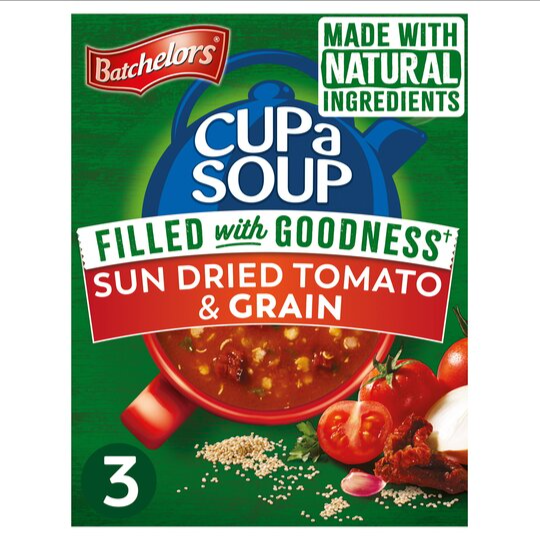 Batchelors®
MADE WITH
NATURAL
INGREDIENTS
CUPa
SOUP
FILLED with GOODNESS†
SUN DRIED TOMATO
& GRAIN
3